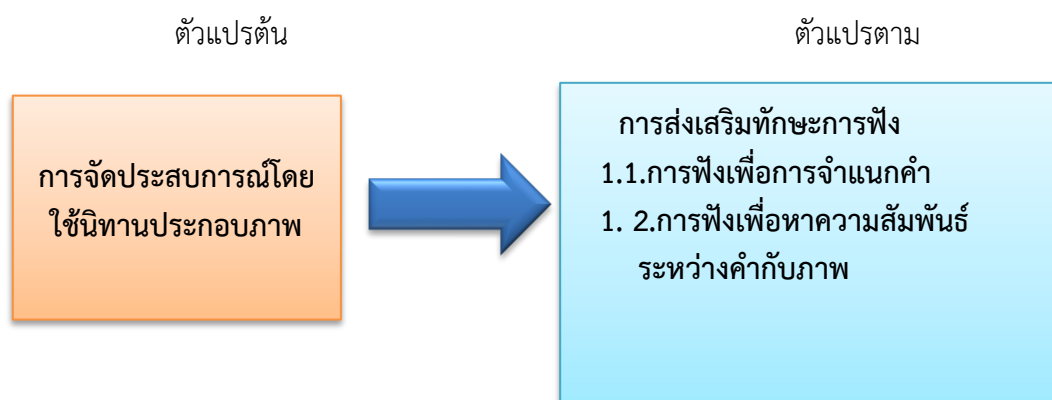 ตัวแปรต้น
ตัวแปรตาม
การจัดประสบการณ์โดย
ใช้นิทานประกอบภาพ
การส่งเสริมทักษะการฟัง
1.1.การฟังเพื่อการจำแนกคำ
1. 2.การฟังเพื่อหาความสัมพันธ์
ระหว่างคำกับภาพ